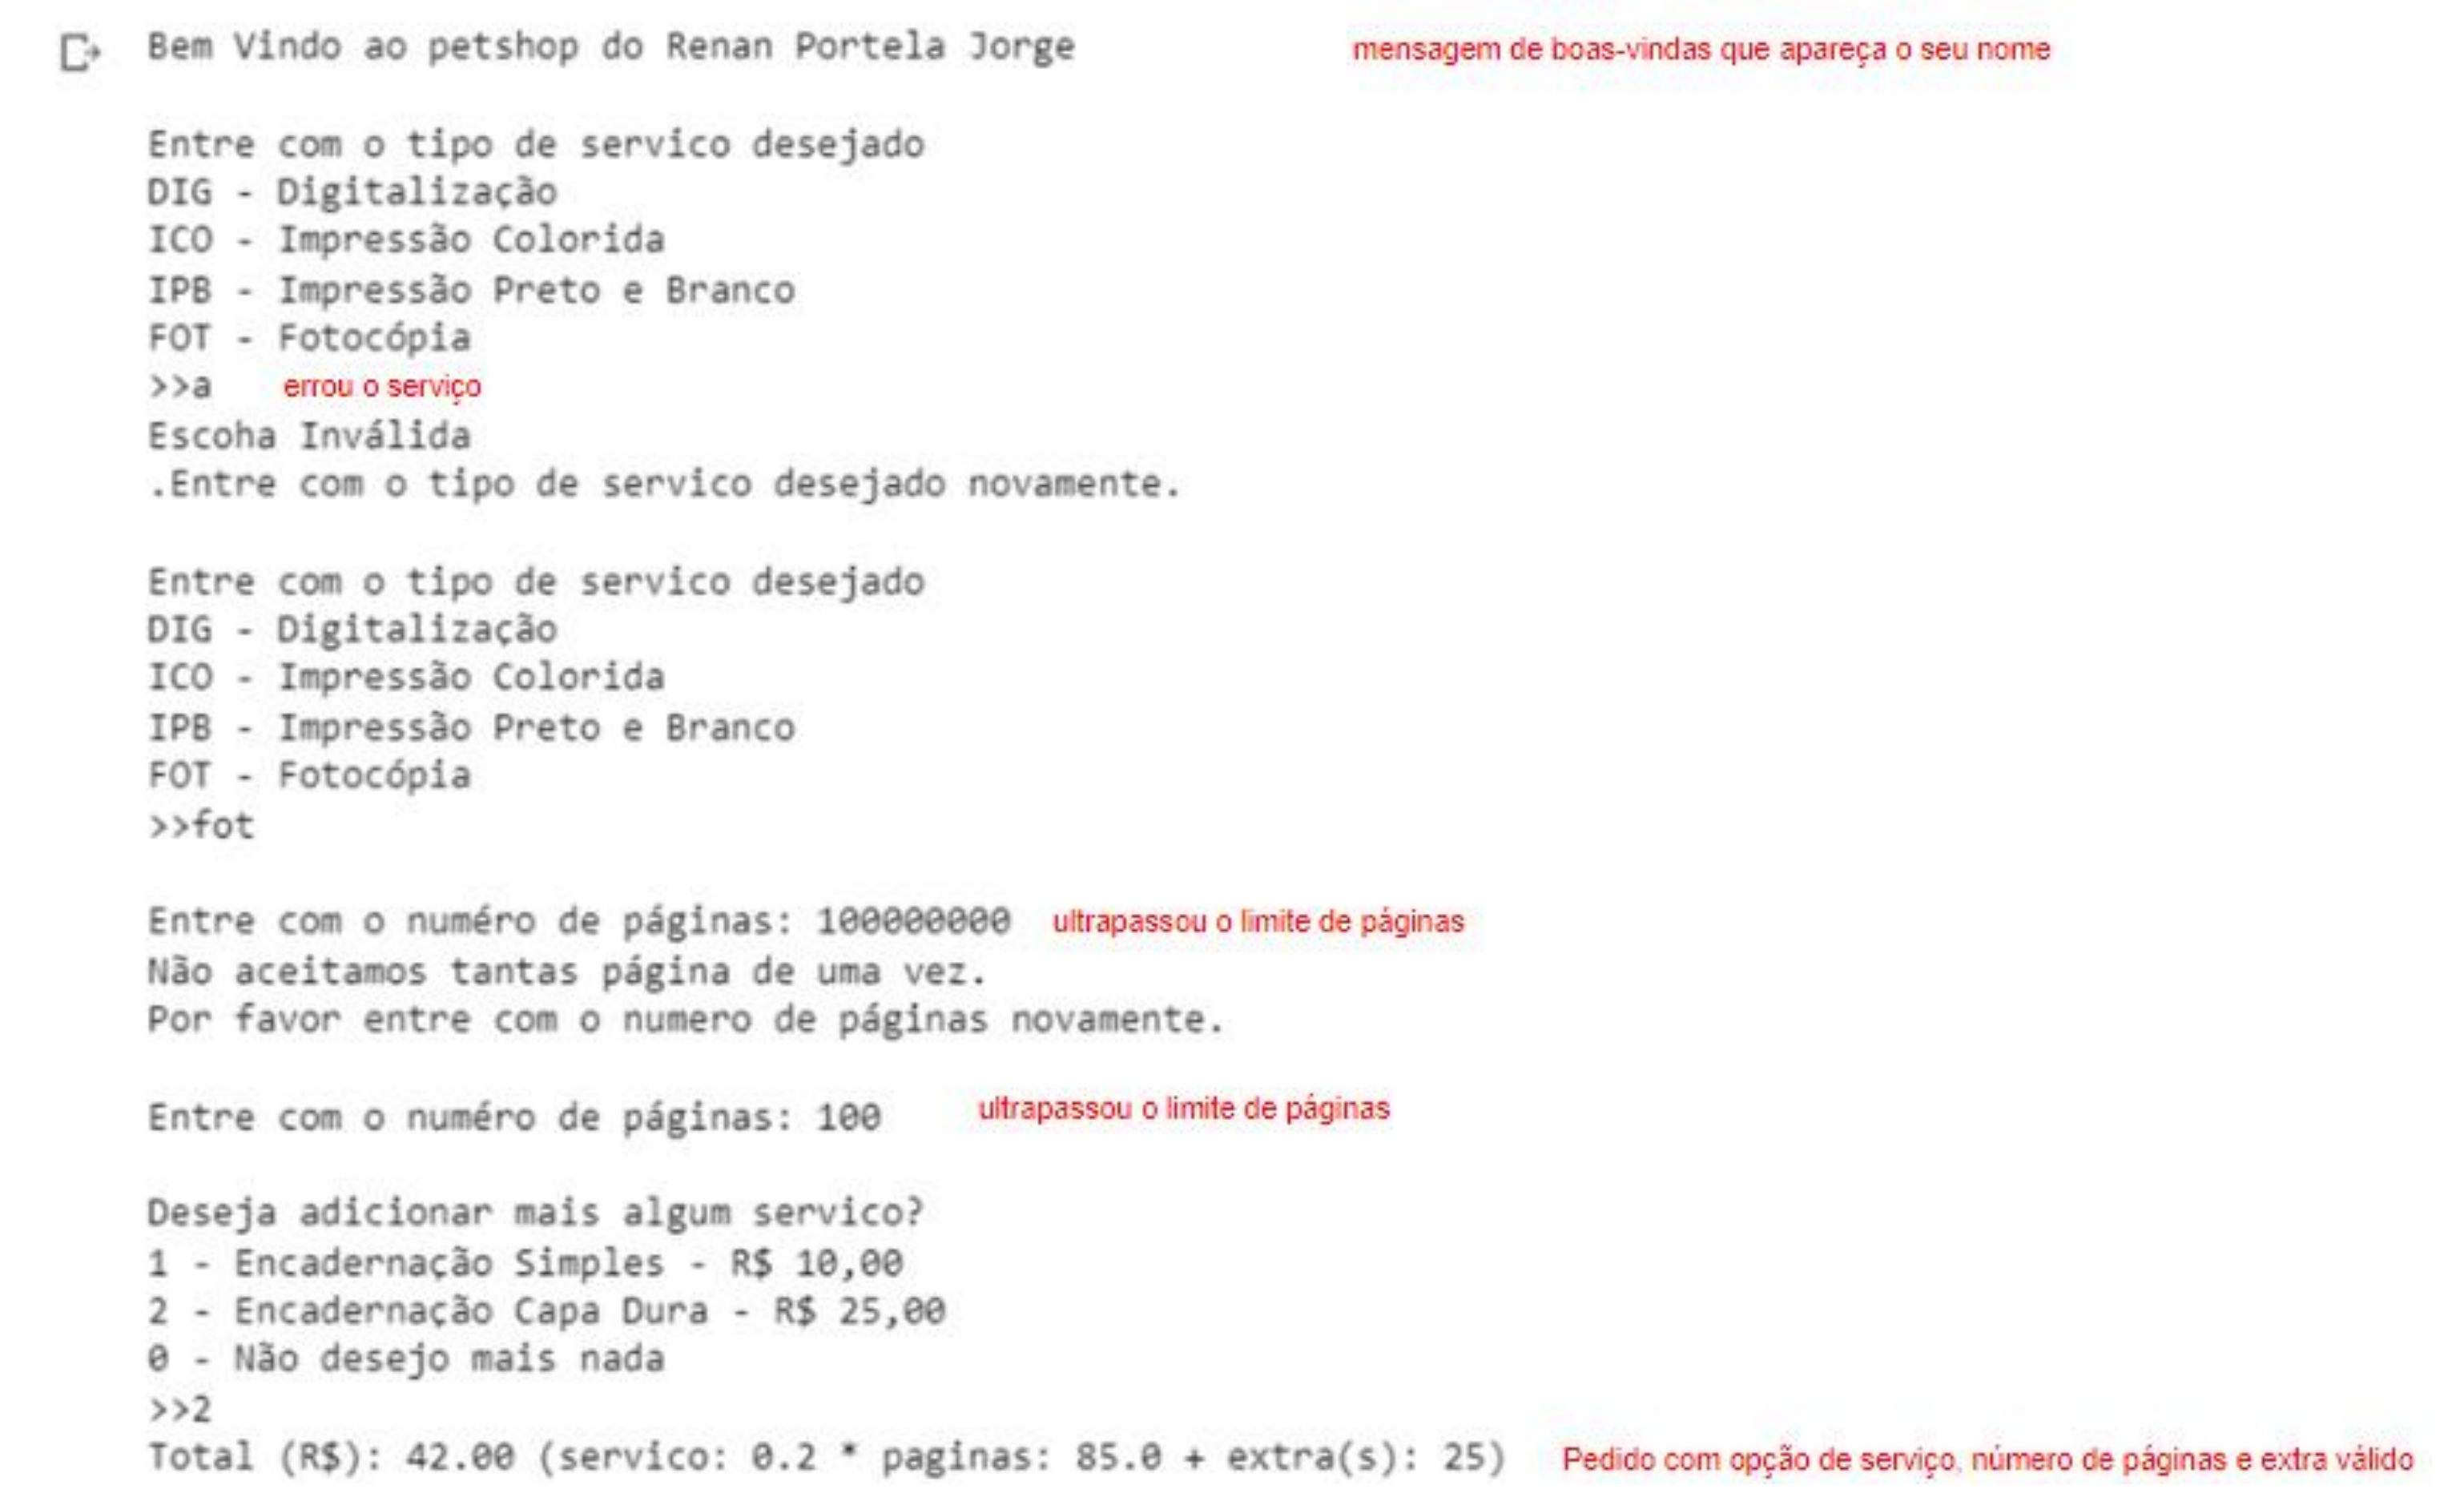 Bem Vindo ao petshop do Renan Portela Jorge mensagem de boas-vindas que apareça o seu nome
Entre com o tipo de servico desejado
DIG - Digitalização
ICO - Impressão Colorida
IPB - Impressão Preto e Branco
FOT - Fotocópia
>>a errou o serviço
Escoha Inválida
.Entre com o tipo de servico desejado novamente.
Entre com o tipo de servico desejado
DIG - Digitalização
ICO - Impressão Colorida
IPB - Impressão Preto e Branco
FOT - Fotocópia
>>fot
Entre com o numéro de páginas: 100000000 ultrapassou o limite de páginas
Não aceitamos tantas página de uma vez.
Por favor entre com o numero de páginas novamente.
Entre com o numéro de páginas: 100 ultrapassou o limite de páginas
Deseja adicionar mais algum servico?
1 - Encadernação Simples - R$ 10,00
2 - Encadernação Capa Dura - R$ 25,00
0 - Não desejo mais nada
>>2
Total (R$): 42.00 (servico: 0.2 * paginas: 85.0 + extra(s): 25) Pedido com opção de serviço, número de páginas e extra válido